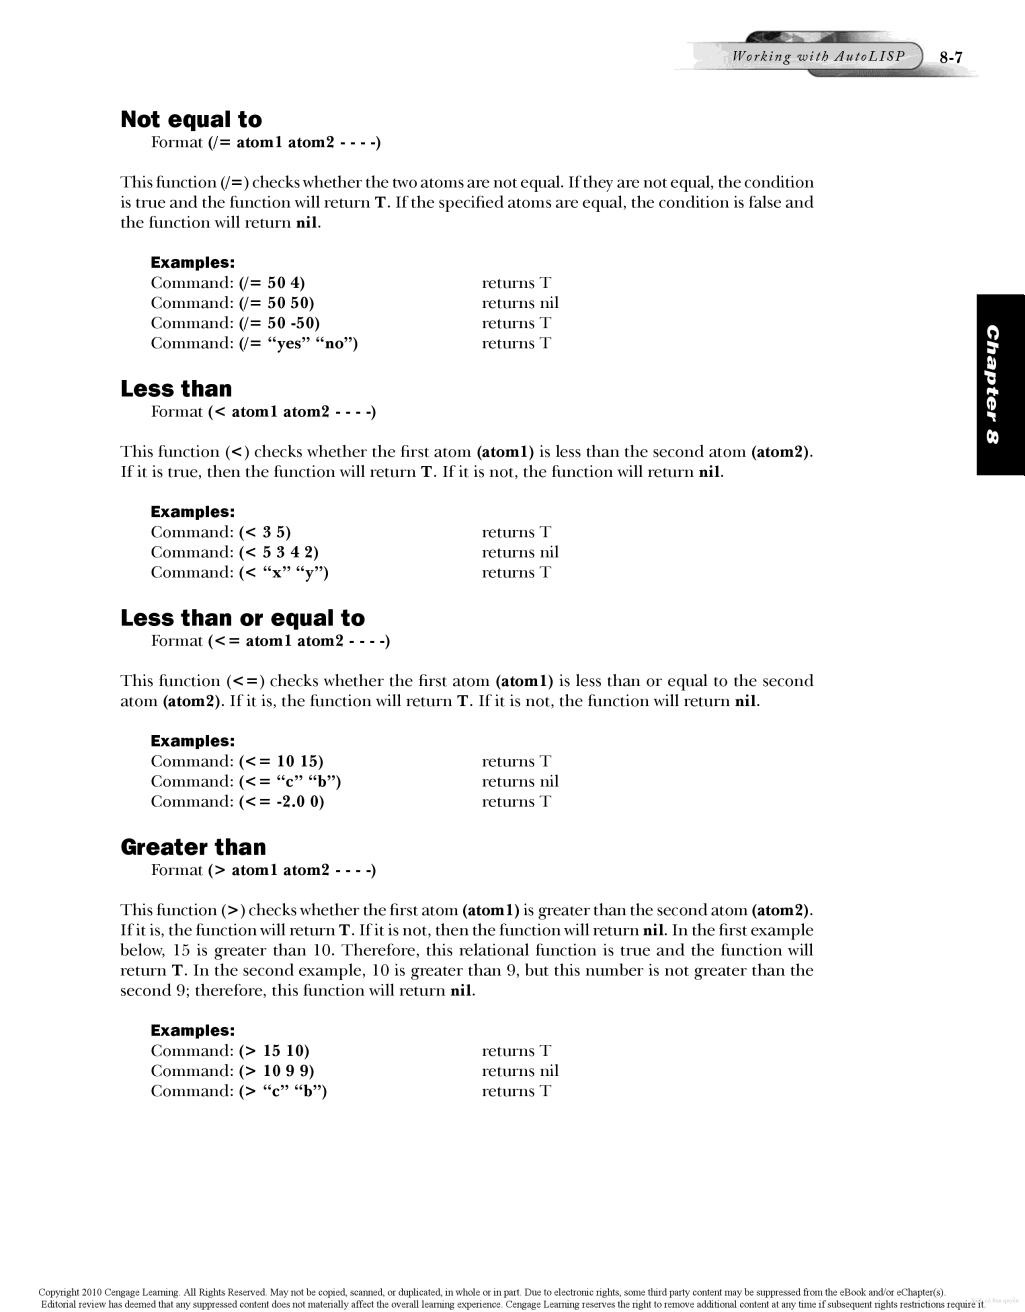 Working with AutoLISP 8-7
Not equal to
Format (/= atom1 atom2 - - - -)
This function (/=) checks whether the two atoms are not equal. If they are not equal, the condition
is true and the function will return T. If the specified atoms are equal, the condition is false and
the function will return nil.
Examples:
Command: (/= 50 4) returns T
Command: (/= 50 50) returns nil
Command: (/= 50 -50) returns T
Command: (/= “yes” “no”) returns T
Less than
Format (< atom1 atom2 - - - -)
This function (<) checks whether the first atom (atom1) is less than the second atom (atom2).
If it is true, then the function will return T. If it is not, the function will return nil.
Examples:
Command: (< 3 5) returns T
Command: (< 5 3 4 2) returns nil
Command: (< “x” “y”) returns T
Less than or equal to
Format (<= atom1 atom2 - - - -)
This function (<=) checks whether the first atom (atom1) is less than or equal to the second
atom (atom2). If it is, the function will return T. If it is not, the function will return nil.
Examples:
Command: (<= 10 15) returns T
Command: (<= “c” “b”) returns nil
Command: (<= -2.0 0) returns T
Greater than
Format (> atom1 atom2 - - - -)
This function (>) checks whether the first atom (atom1) is greater than the second atom (atom2).
If it is, the function will return T. If it is not, then the function will return nil. In the first example
below, 15 is greater than 10. Therefore, this relational function is true and the function will
return T. In the second example, 10 is greater than 9, but this number is not greater than the
second 9; therefore, this function will return nil.
Examples:
Command: (> 15 10) returns T
Command: (> 10 9 9) returns nil
Command: (> “c” “b”) returns T
Chapter 8
Copyright 2010 Cengage Learning. All Rights Reserved. May not be copied, scanned, or duplicated, in whole or in part. Due to electronic rights, some third party content may be suppressed from the eBook and/or eChapter(s).
Editorial review has deemed that any suppressed content does not materially affect the overall learning experience. Cengage Learning reserves the right to remove additional content at any time if subsequent rights restrictions require it.